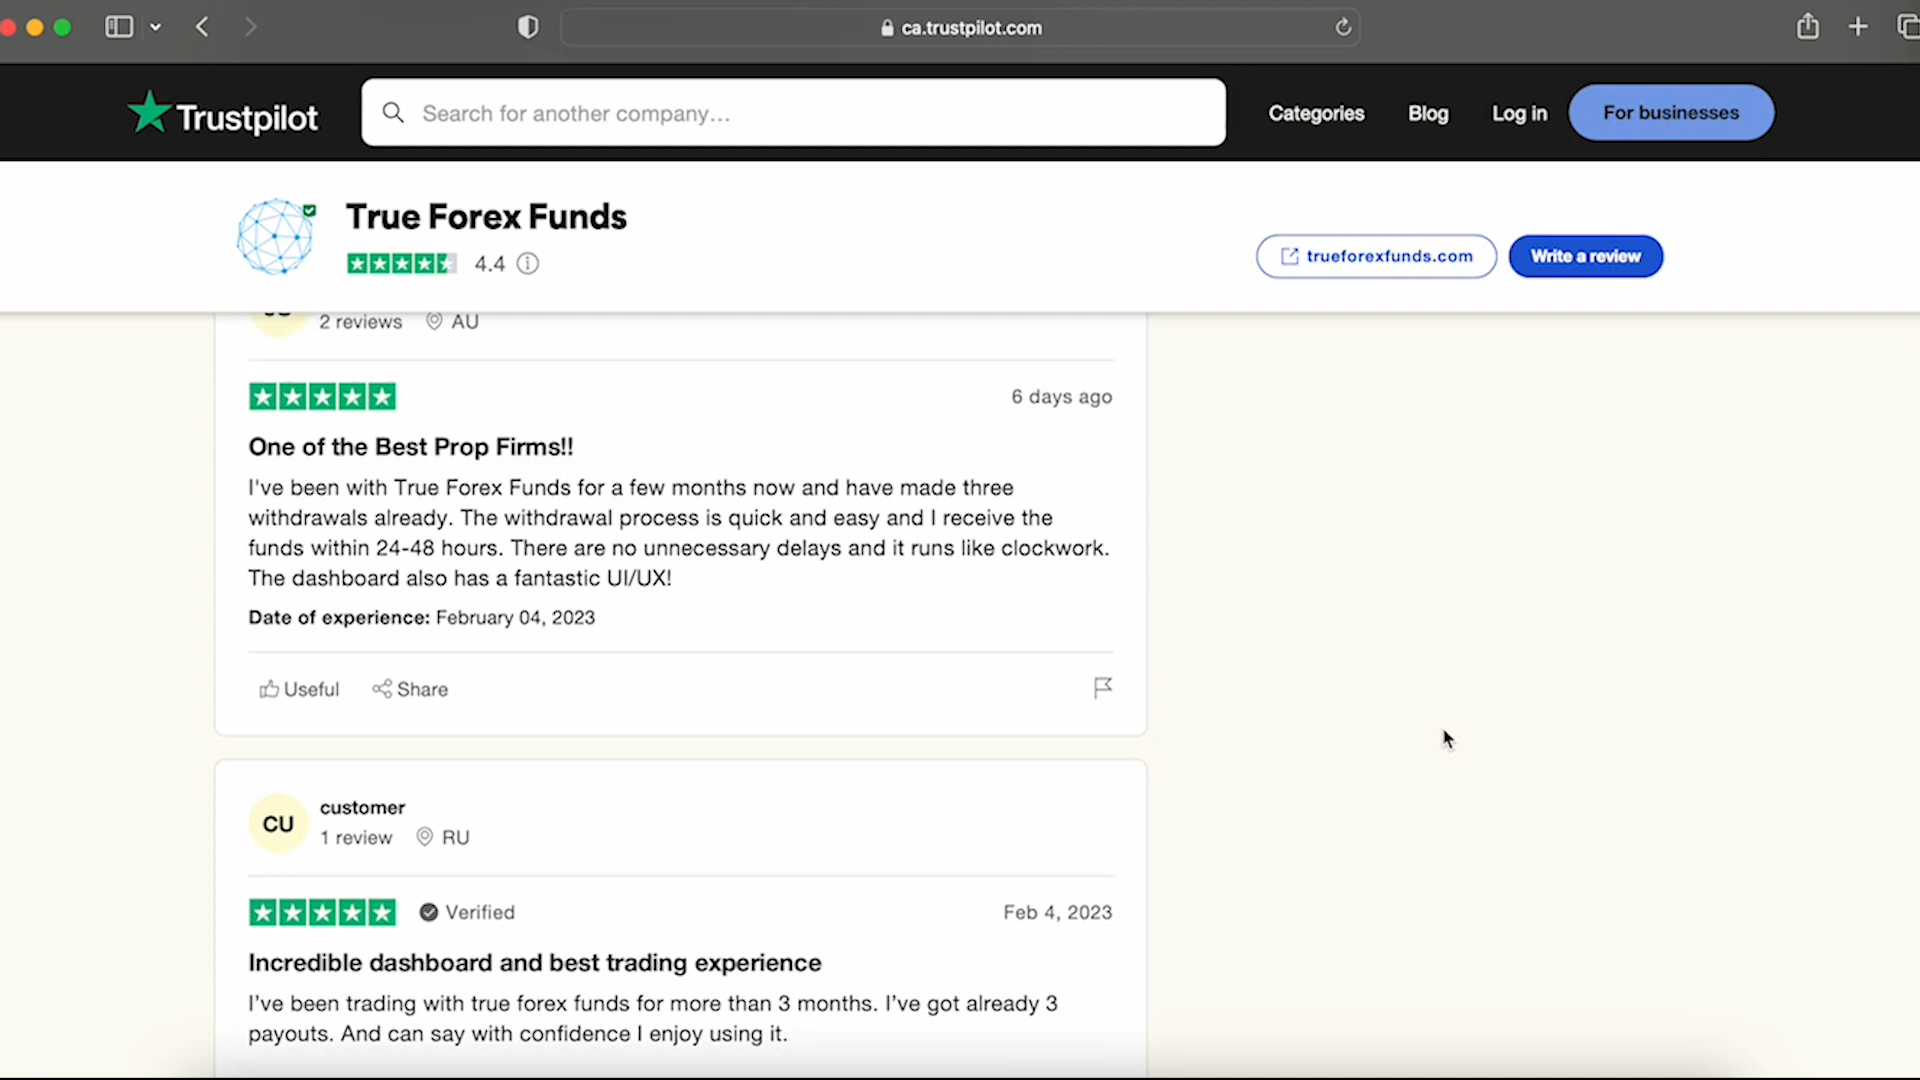 ca.trustpilot.com
Trustpilot
Search for another company...
Categories
Blog
Log in
For businesses
True Forex Funds
4.4
trueforexfunds.com
Write a review
2 reviews AU
6 days ago
One of the Best Prop Firms!!
I've been with True Forex Funds for a few months now and have made three
withdrawals already. The withdrawal process is quick and easy and I receive the
funds within 24-48 hours. There are no unnecessary delays and it runs like clockwork.
The dashboard also has a fantastic UI/UX!
Date of experience: February 04, 2023
Useful Share
CU
customer
1 review RU
Verified
Feb 4, 2023
Incredible dashboard and best trading experience
I've been trading with true forex funds for more than 3 months. I've got already 3
payouts. And can say with confidence I enjoy using it.